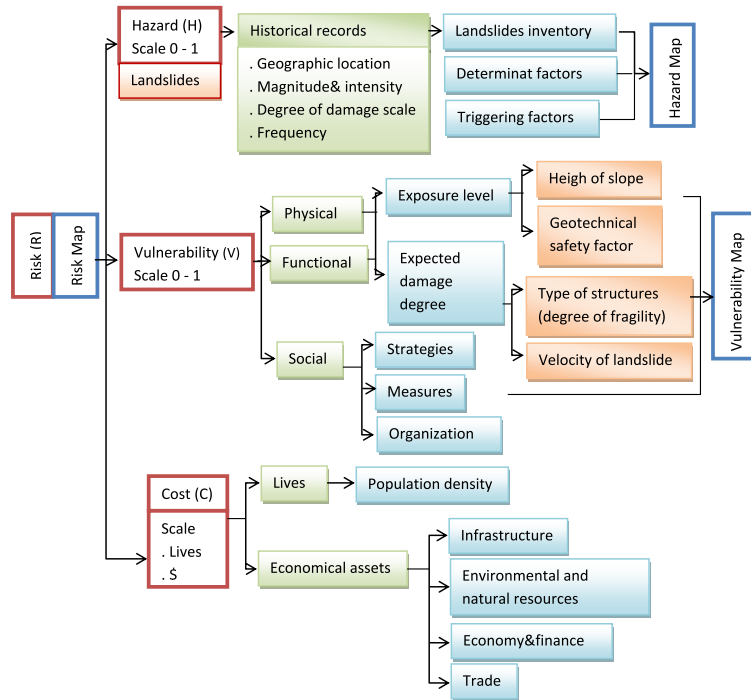 Hazard (H)
Scale 0 - 1
Landslides
Historical records
. Geographic location
. Magnitude& intensity
. Degree of damage scale
. Frequency
Landslides inventory
Determinat factors
Triggering factors
Hazard Map
Risk (R)
Risk Map
Vulnerability (V)
Scale 0 - 1
Physical
Functional
Social
Exposure level
Expected
damage
degree
Strategies
Measures
Organization
Heigh of slope
Geotechnical
safety factor
Type of structures
(degree of fragility)
Velocity of landslide
Vulnerability Map
Cost (C)
Scale
. Lives
. $
Lives
Population density
Economical assets
Infrastructure
Environmental and
natural resources
Economy&finance
Trade